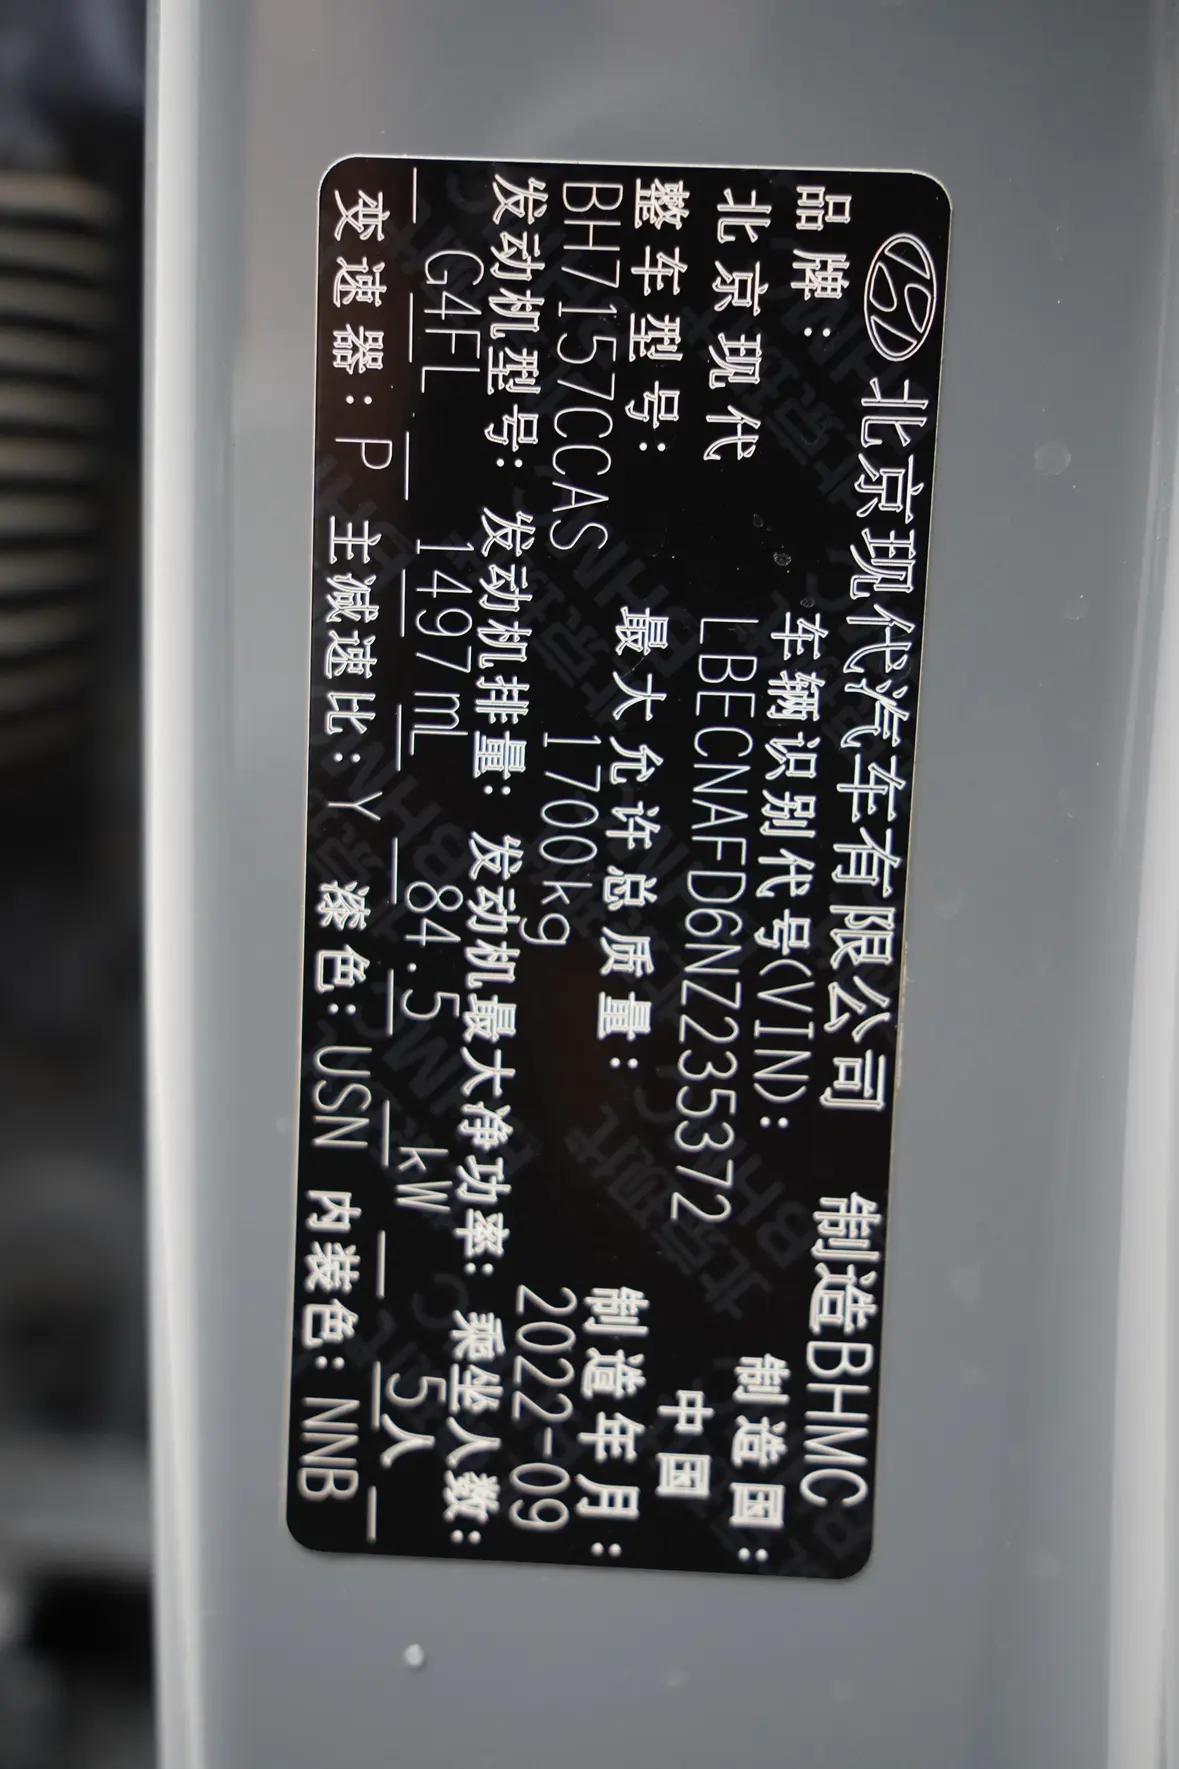 北京现代汽车有限公司 制造BHMC
品牌: 车辆识别代号(VIN): 制造国:
北京现代 LBECNAFD6NZ235372 中国
整车型号: 最大允许总质量: 制造年月:
BH7157CCAS 1700kg 2022-09
发动机型号: 发动机排量: 发动机最大净功率: 乘坐人数:
G4FL 1497mL 84.5 kW 5人
变速器: P 主减速比: Y 漆色: USN 内装色: NNB